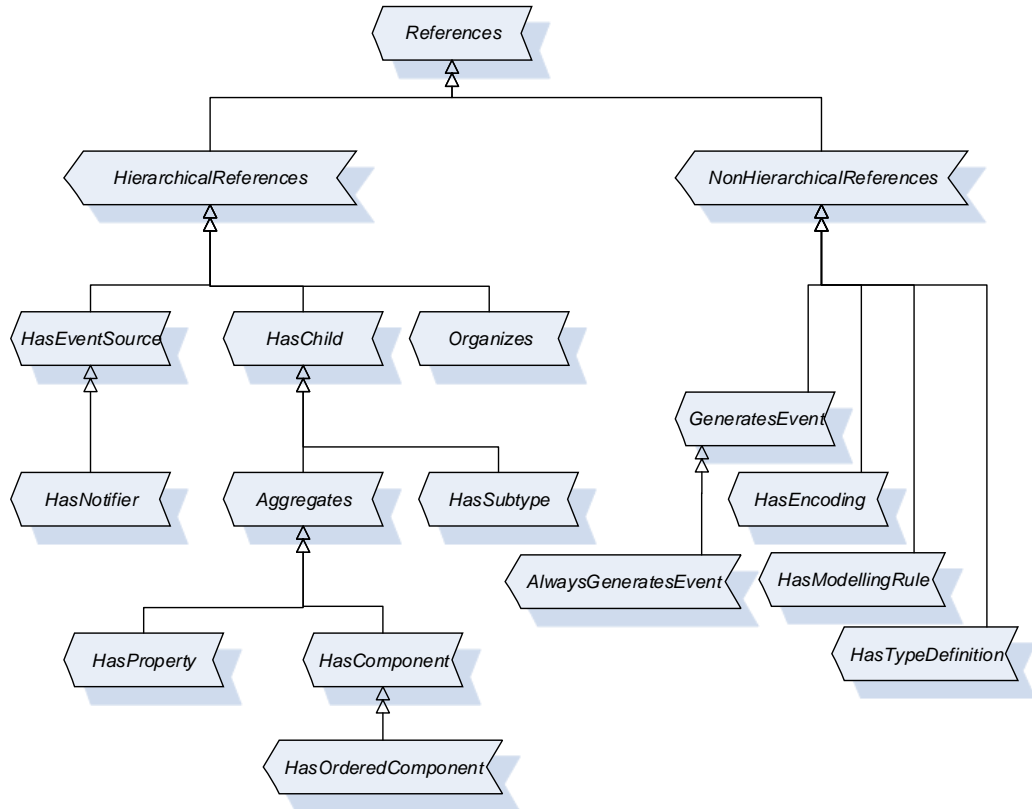 References
HierarchicalReferences
NonHierarchicalReferences
HasEventSource
HasChild
Organizes
GeneratesEvent
HasNotifier
Aggregates
HasSubtype
HasEncoding
AlwaysGeneratesEvent
HasModellingRule
HasProperty
HasComponent
HasTypeDefinition
HasOrderedComponent